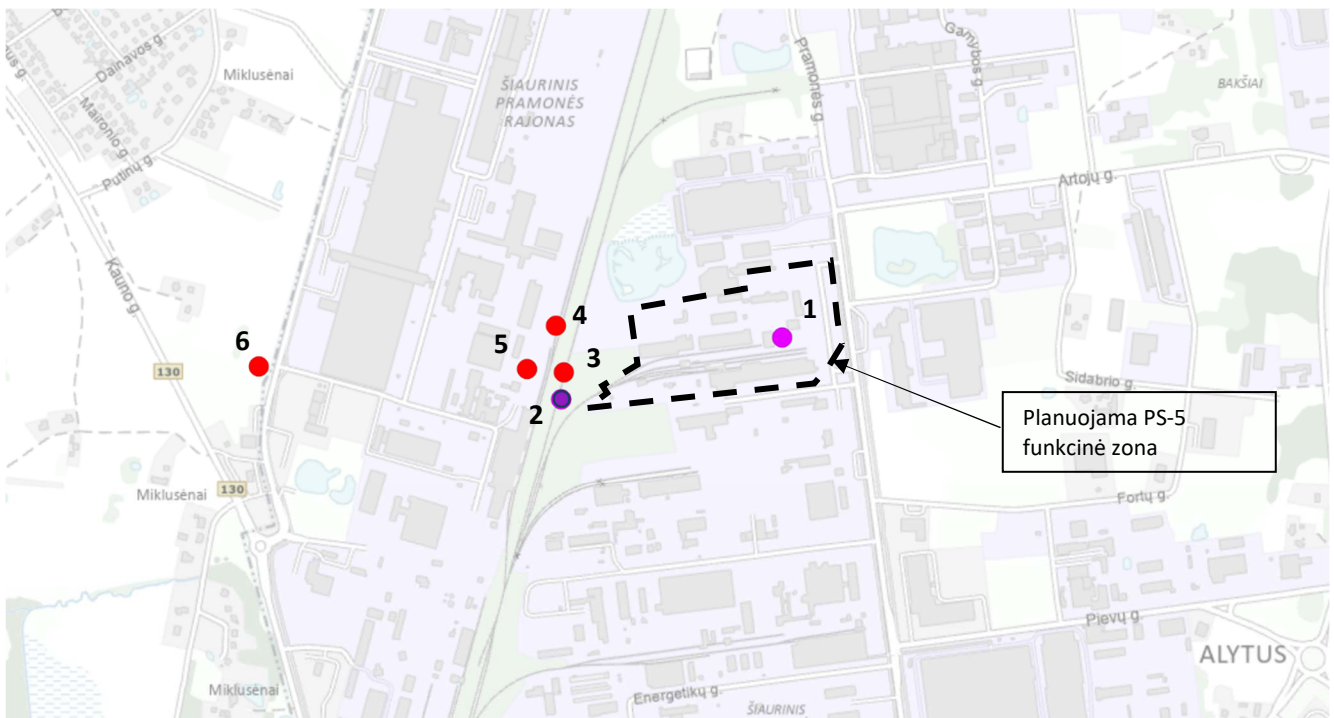 Dainavos g.
Miklusėnai
Maironio g.
Putinų g.
ŠIAURINIS
PRAMONĖS
RAJONAS
Pramonės g.
Gamybos g.
BAKŠIAI
Artojų g.
Kauno g.
6
130
4
5
3
2
1
Sidabrio g.
Planuojama PS-5
funkcinė zona
Miklusėnai
130
Fortų g.
Pievų g.
ALYTUS
Miklusėnai
Energetikų g.
ŠIAURINIS